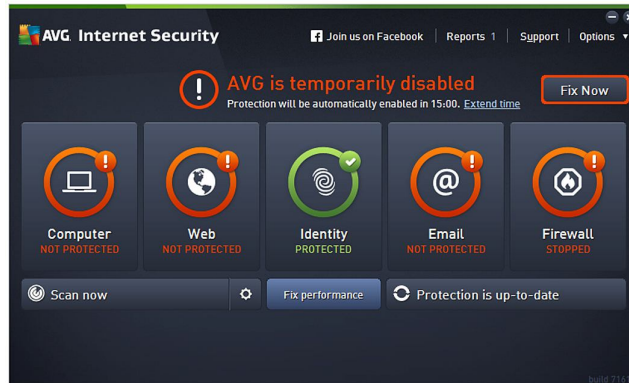 AVG. Internet Security
Join us on Facebook Reports 1 Support Options
AVG is temporarily disabled
Protection will be automatically enabled in 15:00. Extend time
Fix Now
Computer
NOT PROTECTED
Web
NOT PROTECTED
Identity
PROTECTED
@
Email
NOT PROTECTED
Firewall
STOPPED
Scan now
Fix performance
Protection is up-to-date